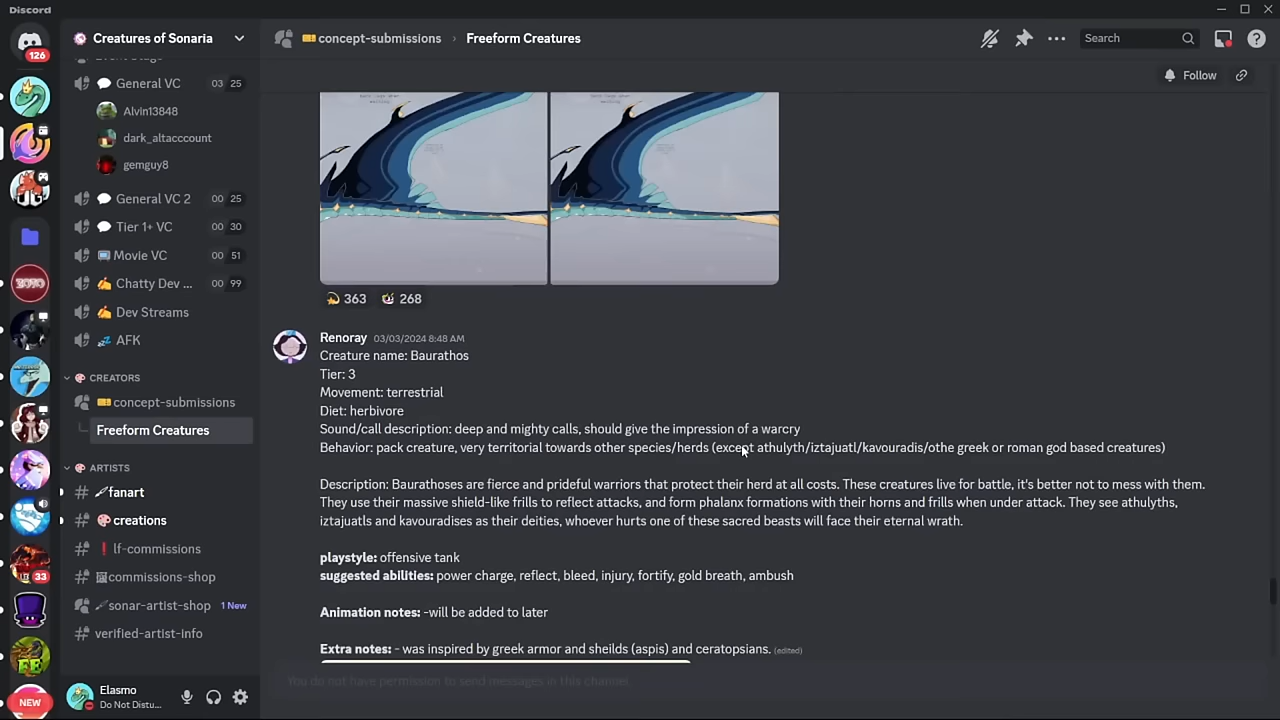 Discord
126
Creatures of Sonaria
concept-submissions
Freeform Creatures
Search
Follow
General VC 03 25
Alvin13848
dark_altacccount
gemguy8
General VC 2 00 25
Tier 1+ VC 00 30
Movie VC 00 51
Chatty Dev ... 00 99
Dev Streams
AFK
CREATORS
concept-submissions
Freeform Creatures
ARTISTS
fanart
creations
lf-commissions
commissions-shop
sonar-artist-shop 1 New
verified-artist-info
33
NEW
Elasmo
Do Not Distu...
363 268
Renoray 03/03/2024 8:48 AM
Creature name: Baurathos
Tier: 3
Movement: terrestrial
Diet: herbivore
Sound/call description: deep and mighty calls, should give the impression of a warcry
Behavior: pack creature, very territorial towards other species/herds (except athulyth/iztajuatl/kavouradis/othe greek or roman god based creatures)
Description: Baurathoses are fierce and prideful warriors that protect their herd at all costs. These creatures live for battle, it's better not to mess with them.
They use their massive shield-like frills to reflect attacks, and form phalanx formations with their horns and frills when under attack. They see athulyths,
iztajuatls and kavouradises as their deities, whoever hurts one of these sacred beasts will face their eternal wrath.
playstyle: offensive tank
suggested abilities: power charge, reflect, bleed, injury, fortify, gold breath, ambush
Animation notes: -will be added to later
Extra notes: - was inspired by greek armor and sheilds (aspis) and ceratopsians. (edited)
You do not have permission to send messages in this channel.